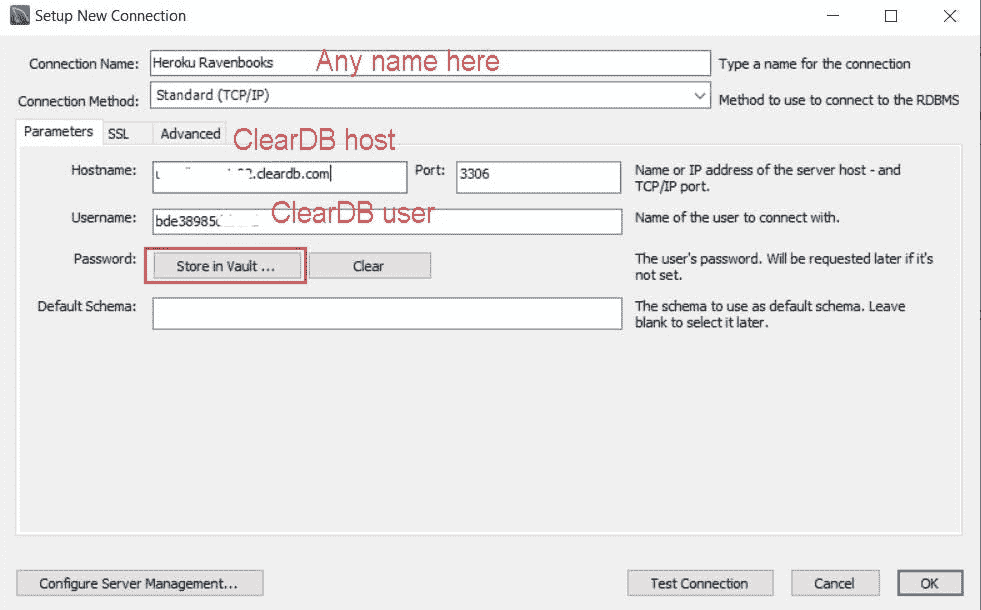 Setup New Connection
Connection Name: Heroku Ravenbooks Any name here Type a name for the connection
Connection Method: Standard (TCP/IP) Method to use to connect to the RDBMS
Parameters SSL Advanced
ClearDB host
Hostname: .cleardb.com Port: 3306 Name or IP address of the server host - and
TCP/IP port.
Username: bde38985 ClearDB user Name of the user to connect with.
Password: Store in Vault ... Clear The user's password. Will be requested later if it's
not set.
Default Schema: The schema to use as default schema. Leave
blank to select it later.
Configure Server Management... Test Connection Cancel OK